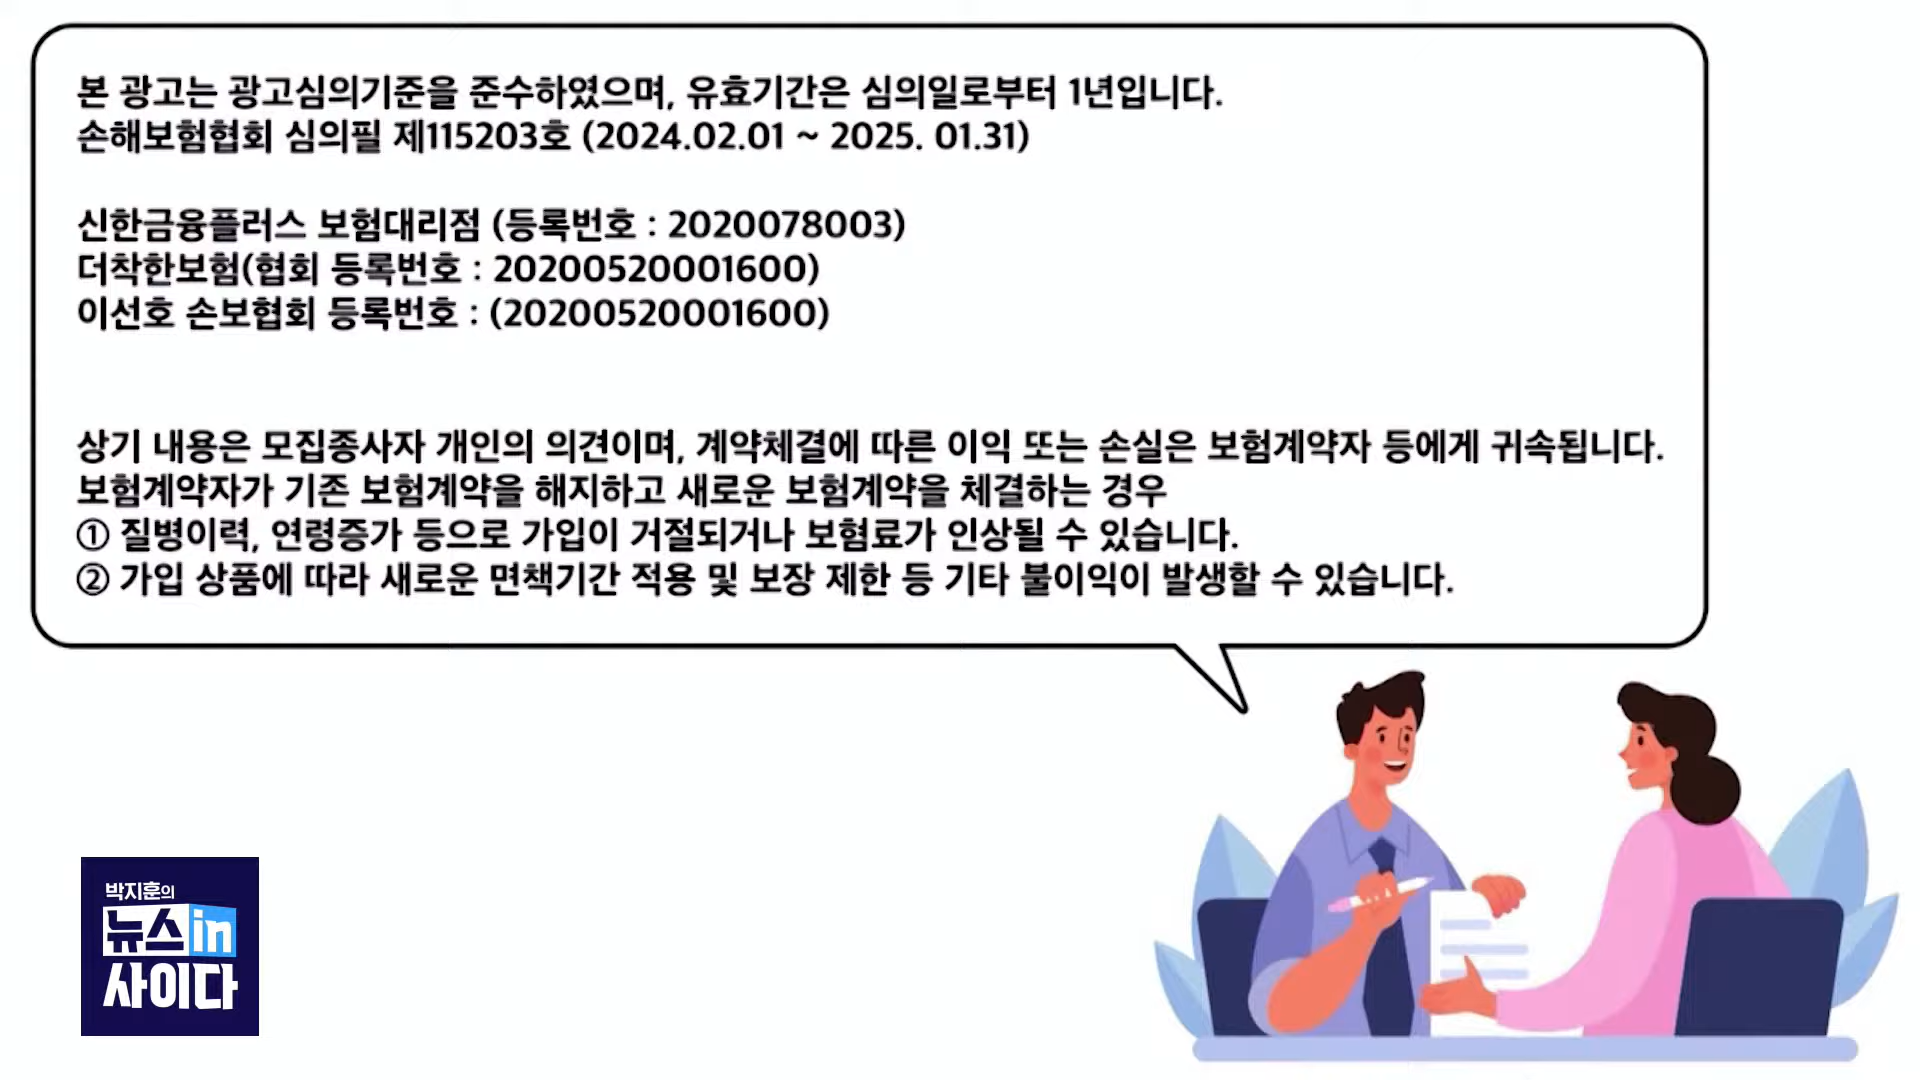 본 광고는 광고심의기준을 준수하였으며, 유효기간은 심의일로부터 1년입니다.
손해보험협회 심의필 제115203호 (2024.02.01 ~ 2025. 01.31)
신한금융플러스 보험대리점 (등록번호 : 2020078003)
더착한보험(협회 등록번호 : 20200520001600)
이선호 손보협회 등록번호 : (20200520001600)
상기 내용은 모집종사자 개인의 의견이며, 계약체결에 따른 이익 또는 손실은 보험계약자 등에게 귀속됩니다.
보험계약자가 기존 보험계약을 해지하고 새로운 보험계약을 체결하는 경우
① 질병이력, 연령증가 등으로 가입이 거절되거나 보험료가 인상될 수 있습니다.
② 가입 상품에 따라 새로운 면책기간 적용 및 보장 제한 등 기타 불이익이 발생할 수 있습니다.
박지훈의
뉴스in
사이다